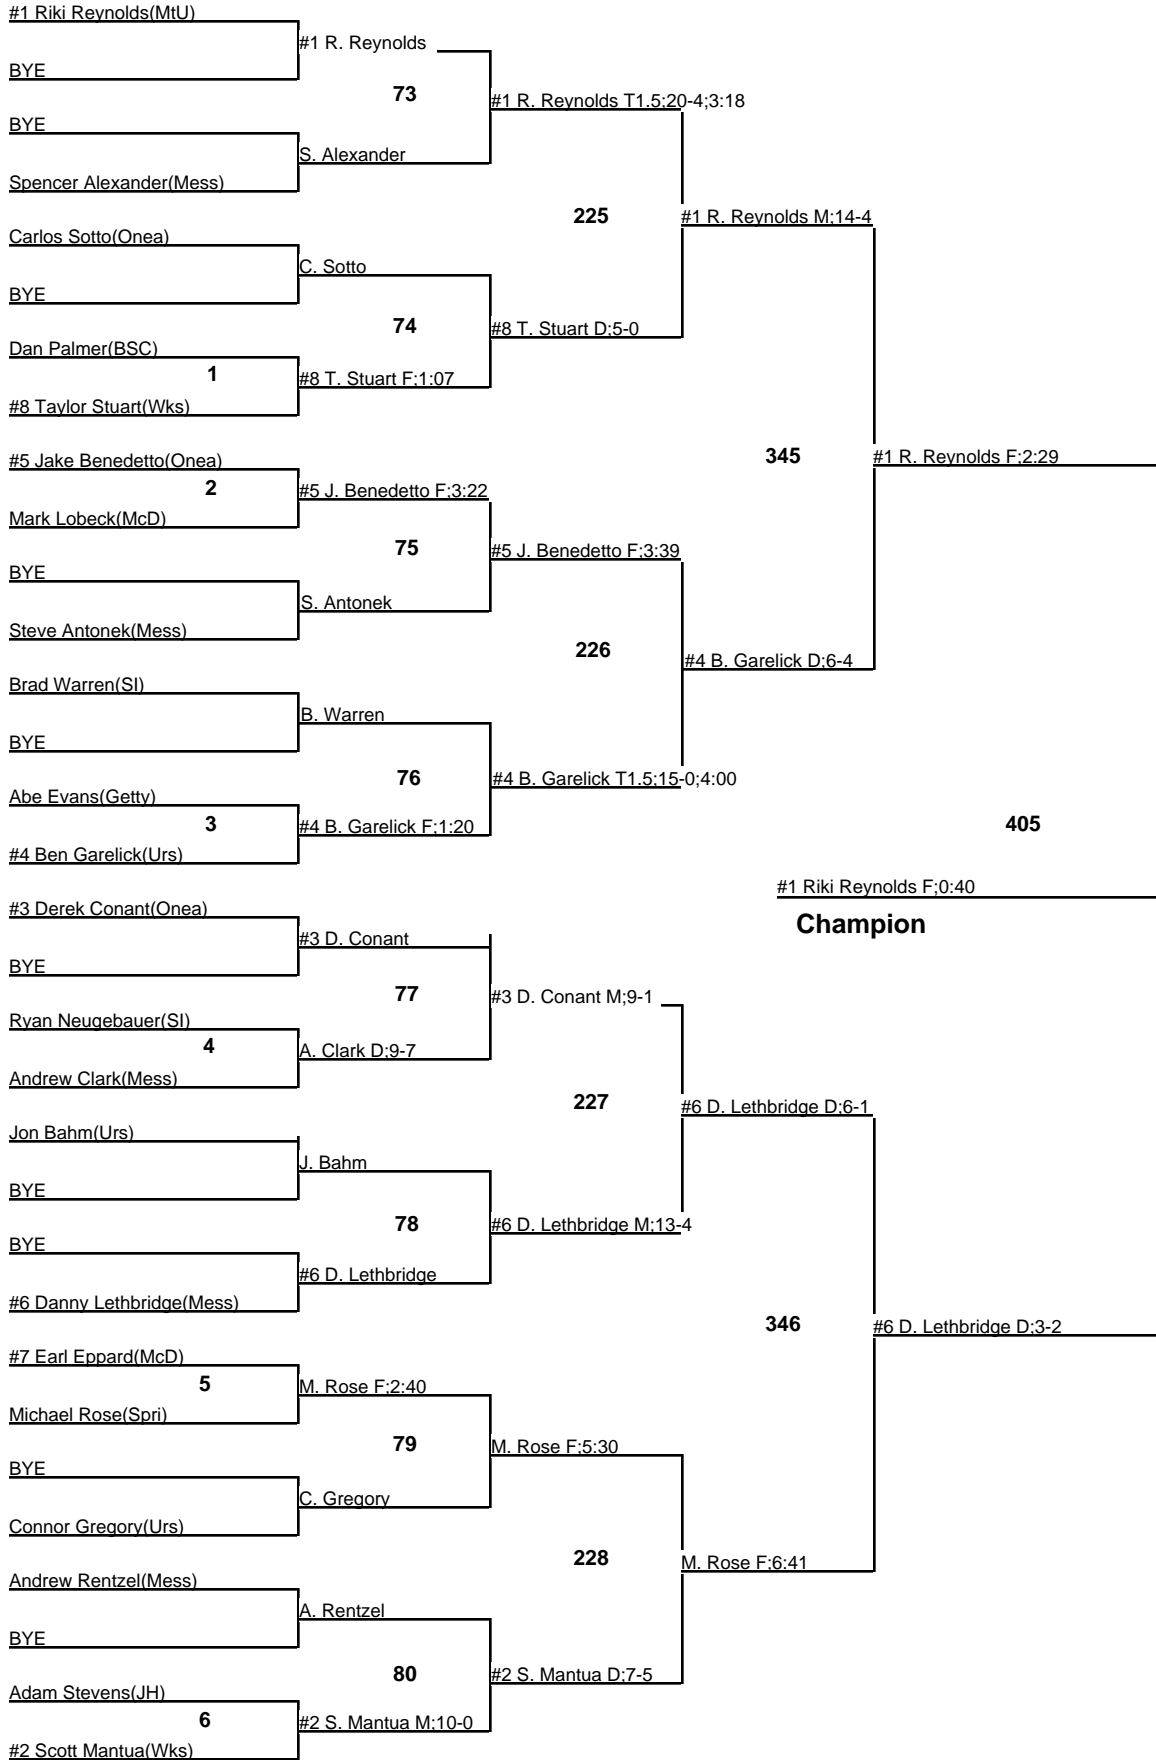 #1 Riki Reynolds(MtU)
#1 R. Reynolds
BYE
73
#1 R. Reynolds T1.5;20-4;3:18
BYE
S. Alexander
Spencer Alexander(Mess)
225
#1 R. Reynolds M;14-4
Carlos Sotto(Onea)
C. Sotto
BYE
74
#8 T. Stuart D;5-0
Dan Palmer(BSC)
1
#8 T. Stuart F;1:07
#8 Taylor Stuart(Wks)
345
#1 R. Reynolds F;2:29
#5 Jake Benedetto(Onea)
2
#5 J. Benedetto F;3:22
Mark Lobeck(McD)
75
#5 J. Benedetto F;3:39
BYE
S. Antonek
Steve Antonek(Mess)
226
#4 B. Garelick D;6-4
Brad Warren(SI)
B. Warren
BYE
76
#4 B. Garelick T1.5;15-0;4:00
Abe Evans(Getty)
3
#4 B. Garelick F;1:20
#4 Ben Garelick(Urs)
405
#1 Riki Reynolds F;0:40
Champion
#3 Derek Conant(Onea)
#3 D. Conant
BYE
77
#3 D. Conant M;9-1
Ryan Neugebauer(SI)
4
A. Clark D;9-7
Andrew Clark(Mess)
227
#6 D. Lethbridge D;6-1
Jon Bahm(Urs)
J. Bahm
BYE
78
#6 D. Lethbridge M;13-4
BYE
#6 D. Lethbridge
#6 Danny Lethbridge(Mess)
346
#6 D. Lethbridge D;3-2
#7 Earl Eppard(McD)
5
M. Rose F;2:40
Michael Rose(Spri)
79
M. Rose F;5:30
BYE
C. Gregory
Connor Gregory(Urs)
228
M. Rose F;6:41
Andrew Rentzel(Mess)
A. Rentzel
BYE
80
#2 S. Mantua D;7-5
Adam Stevens(JH)
6
#2 S. Mantua M;10-0
#2 Scott Mantua(Wks)